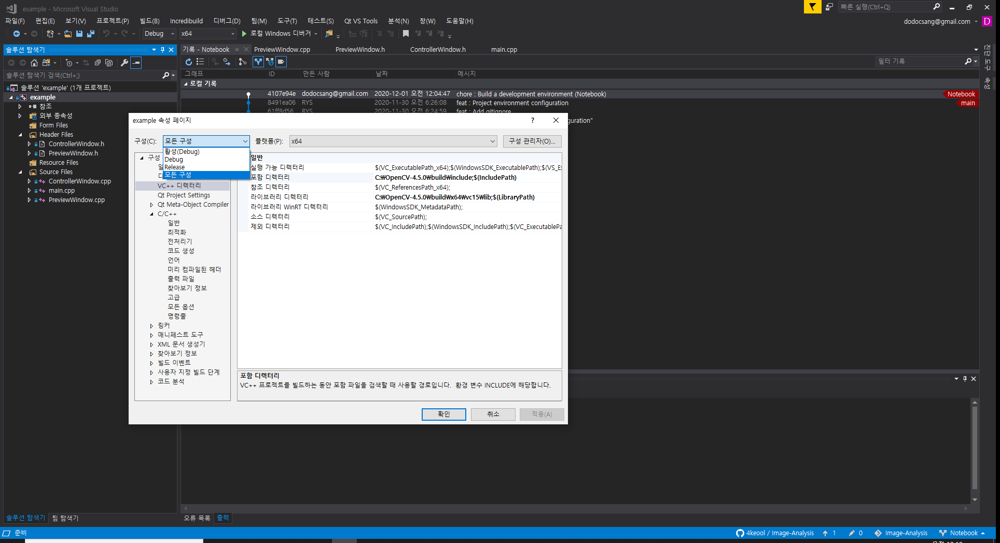 example - Microsoft Visual Studio
빠른 실행(Ctrl+Q)
파일(F) 편집(E) 보기(V) 프로젝트(P) 빌드(B) Incredibuild 디버그(D) 팀(M) 도구(T) 테스트(S) Qt VS Tools 분석(N) 창(W) 도움말(H)
dodocsang@gmail.com D
Debug x64 로컬 Windows 디버거
솔루션 탐색기
기록 - Notebook PreviewWindow.cpp PreviewWindow.h ControllerWindow.h main.cpp
진단 도구
속성
필터 기록
솔루션 탐색기 검색(Ctrl+;)
그래프 ID 만든 사람 날짜 메시지
로컬 기록
솔루션 'example' (1개 프로젝트)
example
참조
외부 종속성
Form Files
Header Files
ControllerWindow.h
PreviewWindow.h
Resource Files
Source Files
ControllerWindow.cpp
main.cpp
PreviewWindow.cpp
4107e94e dodocsang@gmail.com 2020-12-01 오전 12:04:47 chore : Build a development environment (Notebook) Notebook
8491ea06 RYS 2020-11-30 오전 6:26:08 feat : Project environment configuration main
61ff8d56 RYS 2020-11-30 오전 6:24:59 feat : Add gitignore
guration"
example 속성 페이지 ?
구성(C): 모든 구성 플랫폼(P): x64 구성 관리자(O)...
활성(Debug)
Debug
Release
모든 구성
구성
VC++ 디렉터리
Qt Project Settings
Qt Meta-Object Compiler
C/C++
일반
최적화
전처리기
코드 생성
언어
미리 컴파일된 헤더
출력 파일
찾아보기 정보
고급
모든 옵션
명령줄
링커
매니페스트 도구
XML 문서 생성기
찾아보기 정보
빌드 이벤트
사용자 지정 빌드 단계
코드 분석
일반
실행 가능 디렉터리 $(VC_ExecutablePath_x64);$(WindowsSDK_ExecutablePath);$(VS_Ex
포함 디렉터리 C:₩OpenCV-4.5.0₩build₩include;$(IncludePath)
참조 디렉터리 $(VC_ReferencesPath_x64);
라이브러리 디렉터리 C:₩OpenCV-4.5.0₩build₩x64₩vc15₩lib;$(LibraryPath)
라이브러리 WinRT 디렉터리 $(WindowsSDK_MetadataPath);
소스 디렉터리 $(VC_SourcePath);
제외 디렉터리 $(VC_IncludePath);$(WindowsSDK_IncludePath);$(VC_ExecutablePa
포함 디렉터리
VC++ 프로젝트를 빌드하는 동안 포함 파일을 검색할 때 사용할 경로입니다. 환경 변수 INCLUDE에 해당합니다.
확인 취소 적용(A)
솔루션 탐색기 팀 탐색기
오류 목록 출력
준비
4keool / Image-Analysis 1 0 Image-Analysis Notebook